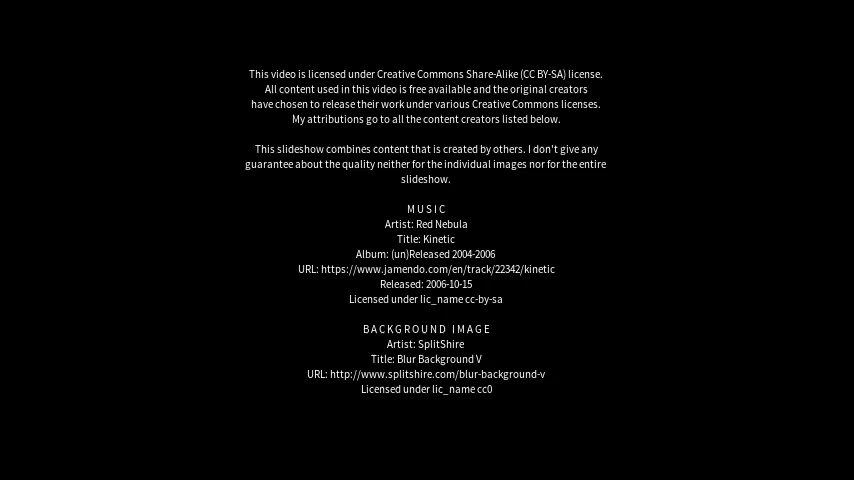 This video is licensed under Creative Commons Share-Alike (CC BY-SA) license.
All content used in this video is free available and the original creators
have chosen to release their work under various Creative Commons licenses.
My attributions go to all the content creators listed below.
This slideshow combines content that is created by others. I don't give any
guarantee about the quality neither for the individual images nor for the entire
slideshow.
MUSIC
Artist: Red Nebula
Title: Kinetic
Album: (un)Released 2004-2006
URL: https://www.jamendo.com/en/track/22342/kinetic
Released: 2006-10-15
Licensed under lic_name cc-by-sa
BACKGROUND IMAGE
Artist: SplitShire
Title: Blur Background V
URL: http://www.splitshire.com/blur-background-v
Licensed under lic_name cc0